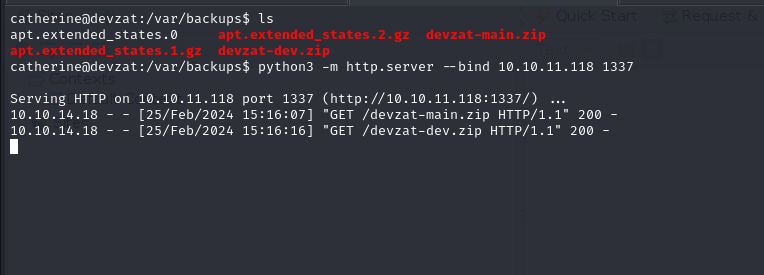 Quick Start Request &
catherine@devzat:/var/backups$ ls
apt.extended_states.0 apt.extended_states.2.gz devzat-main.zip
apt.extended_states.1.gz devzat-dev.zip
catherine@devzat:/var/backups$ python3 -m http.server --bind 10.10.11.118 1337
Contexts
Serving HTTP on 10.10.11.118 port 1337 (http://10.10.11.118:1337/) ...
10.10.14.18 - - [25/Feb/2024 15:16:07] "GET /devzat-main.zip HTTP/1.1" 200 -
10.10.14.18 - - [25/Feb/2024 15:16:16] "GET /devzat-dev.zip HTTP/1.1" 200 -